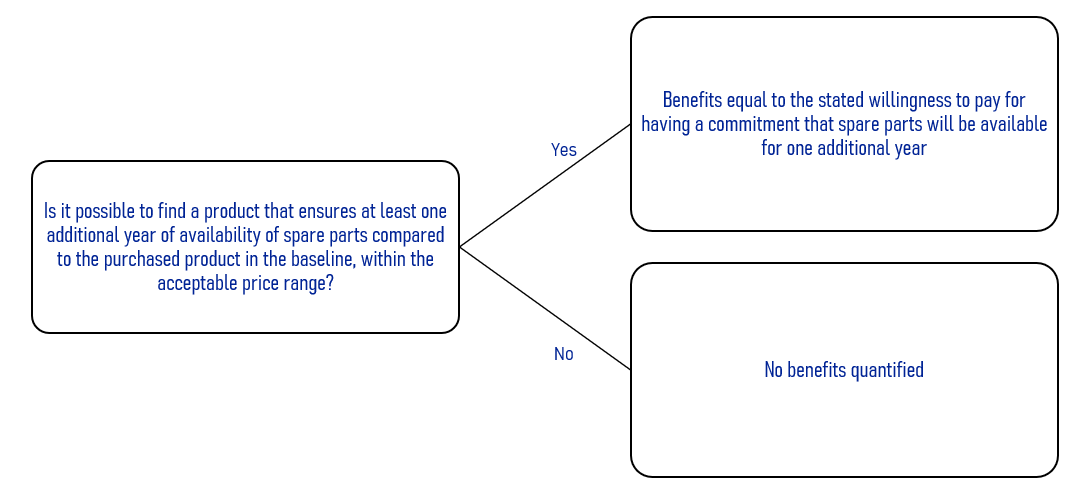 Is it possible to find a product that ensures at least one
additional year of availability of spare parts compared
to the purchased product in the baseline, within the
acceptable price range?
Yes
Benefits equal to the stated willingness to pay for
having a commitment that spare parts will be available
for one additional year
No
No benefits quantified